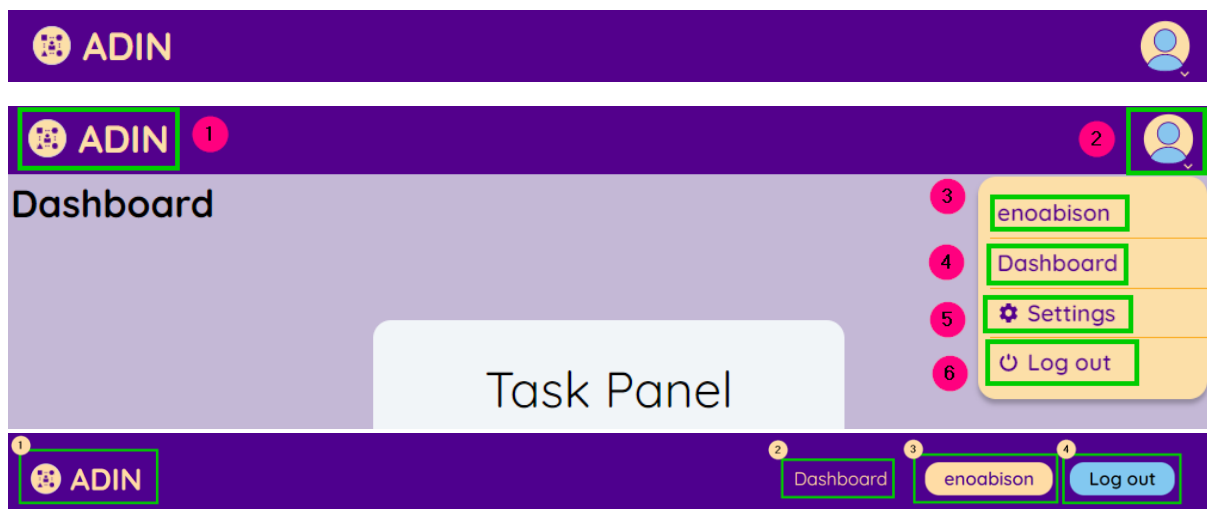 ADIN
ADIN 1 2
Dashboard
3 enoabison
4 Dashboard
5 Settings
6 Log out
Task Panel
1 ADIN 2 Dashboard 3 enoabison 4 Log out